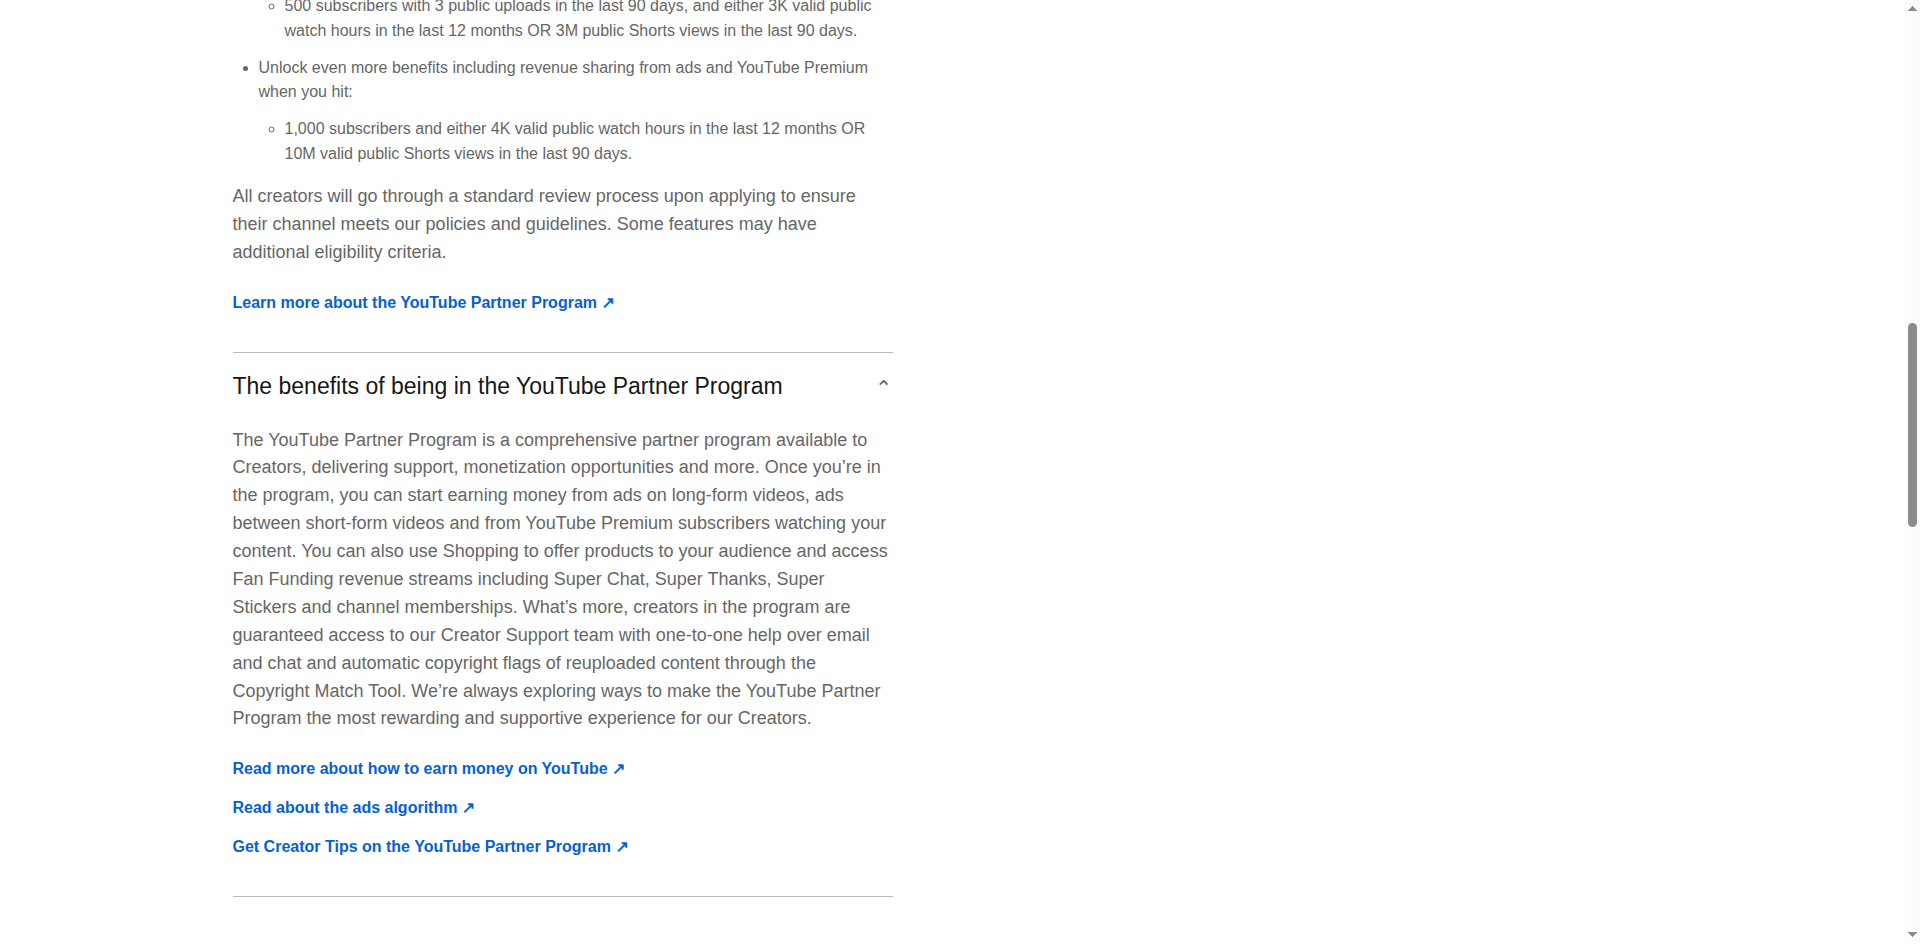 500 subscribers with 3 public uploads in the last 90 days, and either 3K valid public
watch hours in the last 12 months OR 3M public Shorts views in the last 90 days.
Unlock even more benefits including revenue sharing from ads and YouTube Premium
when you hit:
1,000 subscribers and either 4K valid public watch hours in the last 12 months OR
10M valid public Shorts views in the last 90 days.
All creators will go through a standard review process upon applying to ensure
their channel meets our policies and guidelines. Some features may have
additional eligibility criteria.
Learn more about the YouTube Partner Program ↗
The benefits of being in the YouTube Partner Program
The YouTube Partner Program is a comprehensive partner program available to
Creators, delivering support, monetization opportunities and more. Once you’re in
the program, you can start earning money from ads on long-form videos, ads
between short-form videos and from YouTube Premium subscribers watching your
content. You can also use Shopping to offer products to your audience and access
Fan Funding revenue streams including Super Chat, Super Thanks, Super
Stickers and channel memberships. What’s more, creators in the program are
guaranteed access to our Creator Support team with one-to-one help over email
and chat and automatic copyright flags of reuploaded content through the
Copyright Match Tool. We’re always exploring ways to make the YouTube Partner
Program the most rewarding and supportive experience for our Creators.
Read more about how to earn money on YouTube ↗
Read about the ads algorithm ↗
Get Creator Tips on the YouTube Partner Program ↗